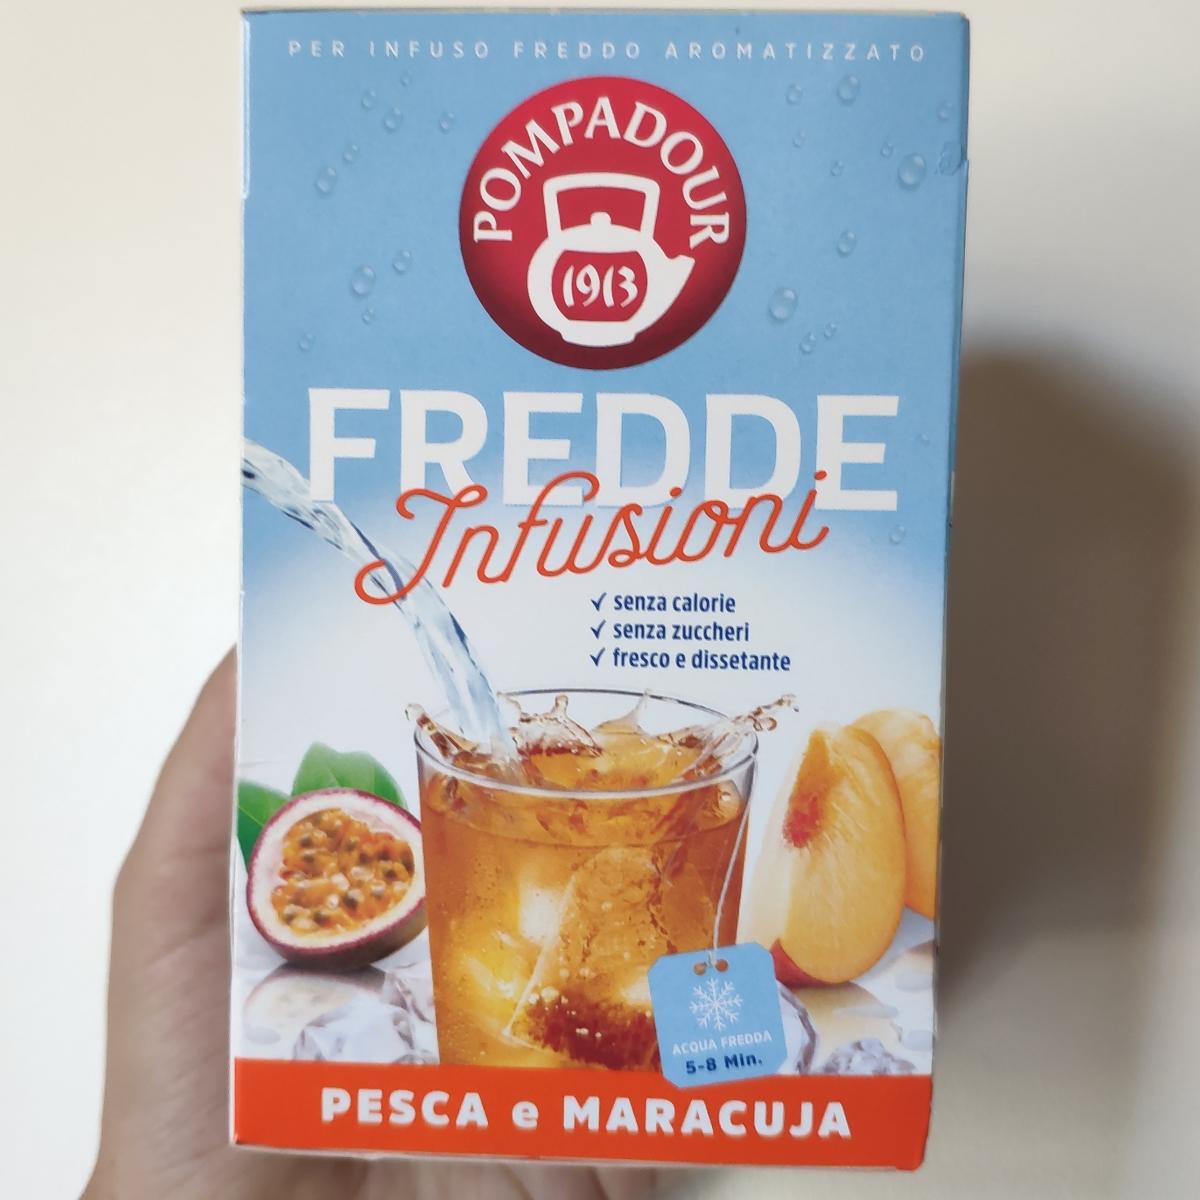 PER INFUSO FREDDO AROMATIZZATO
POMPADOUR
1913
FREDDE
Infusioni
✓ senza calorie
✓ senza zuccheri
✓ fresco e dissetante
ACQUA FREDDA
5-8 Min.
PESCA e MARACUJA